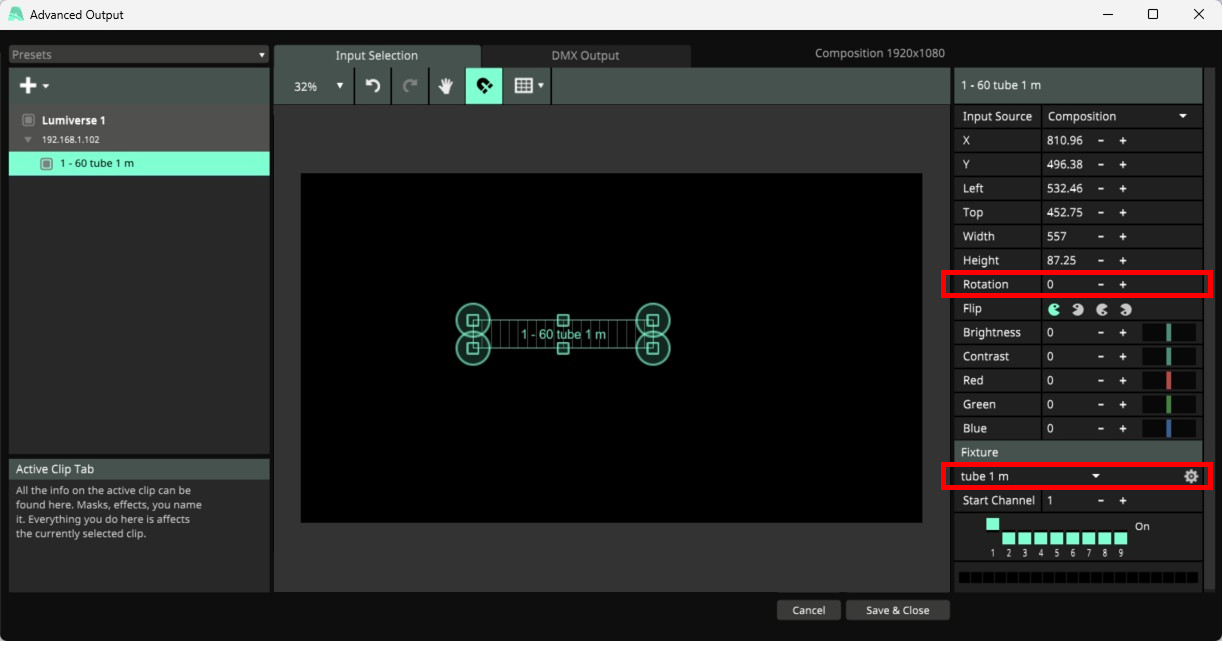 Advanced Output
Presets
Input Selection
DMX Output
Composition 1920x1080
32%
Lumiverse 1
192.168.1.102
1 - 60 tube 1 m
1 - 60 tube 1 m
Active Clip Tab
All the info on the active clip can be
found here. Masks, effects, you name
it. Everything you do here is affects
the currently selected clip.
1 - 60 tube 1 m
Input Source Composition
X 810.96 - +
Y 496.38 - +
Left 532.46 - +
Top 452.75 - +
Width 557 - +
Height 87.25 - +
Rotation 0 - +
Flip
Brightness 0 - +
Contrast 0 - +
Red 0 - +
Green 0 - +
Blue 0 - +
Fixture
tube 1 m
Start Channel 1 - +
On
1 2 3 4 5 6 7 8 9
Cancel
Save & Close